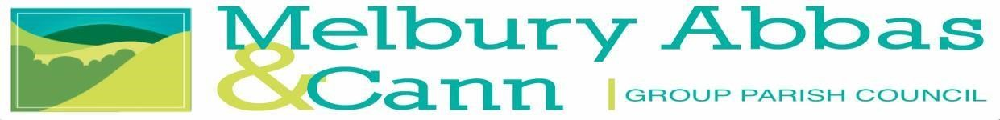 Melbury Abbas
& Cann | GROUP PARISH COUNCIL